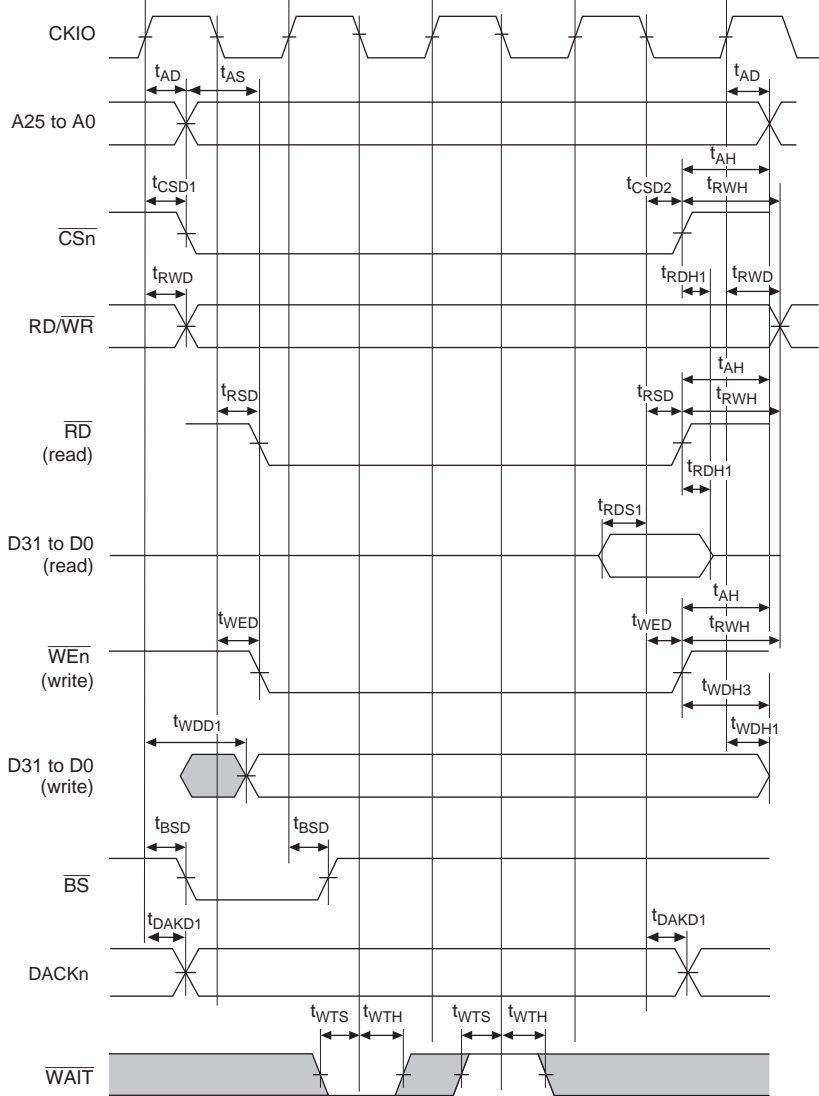 CKIO
tAD tAS tAD
A25 to A0
tAH
tCSD1 tCSD2 tRWH
CSn
tRWD tRDH1 tRWD
RD/WR
tAH
tRSD tRSD tRWH
RD
(read)
tRDH1
tRDS1
D31 to D0
(read)
tAH
tWED tWED tRWH
WEn
(write)
tWDH3
tWDD1 tWDH1
D31 to D0
(write)
tBSD tBSD
BS
tDAKD1 tDAKD1
DACKn
tWTS tWTH tWTS tWTH
WAIT